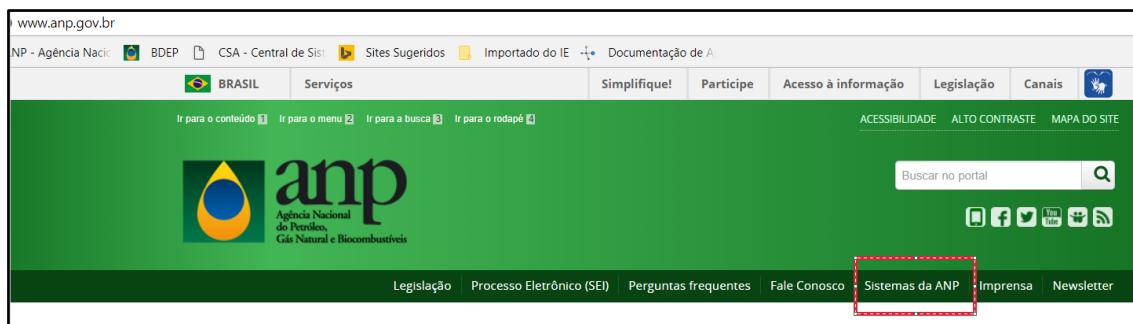 www.anp.gov.br
NP - Agência Nacio BDEP CSA - Central de Sist Sites Sugeridos Importado do IE Documentação de A
BRASIL Serviços Simplifique! Participe Acesso à informação Legislação Canais
Ir para o conteúdo 1 Ir para o menu 2 Ir para a busca 3 Ir para o rodapé 4 ACESSIBILIDADE ALTO CONTRASTE MAPA DO SITE
anp
Agência Nacional
do Petróleo,
Gás Natural e Biocombustíveis
Buscar no portal
You
Tube
Legislação Processo Eletrônico (SEI) Perguntas frequentes Fale Conosco Sistemas da ANP Imprensa Newsletter